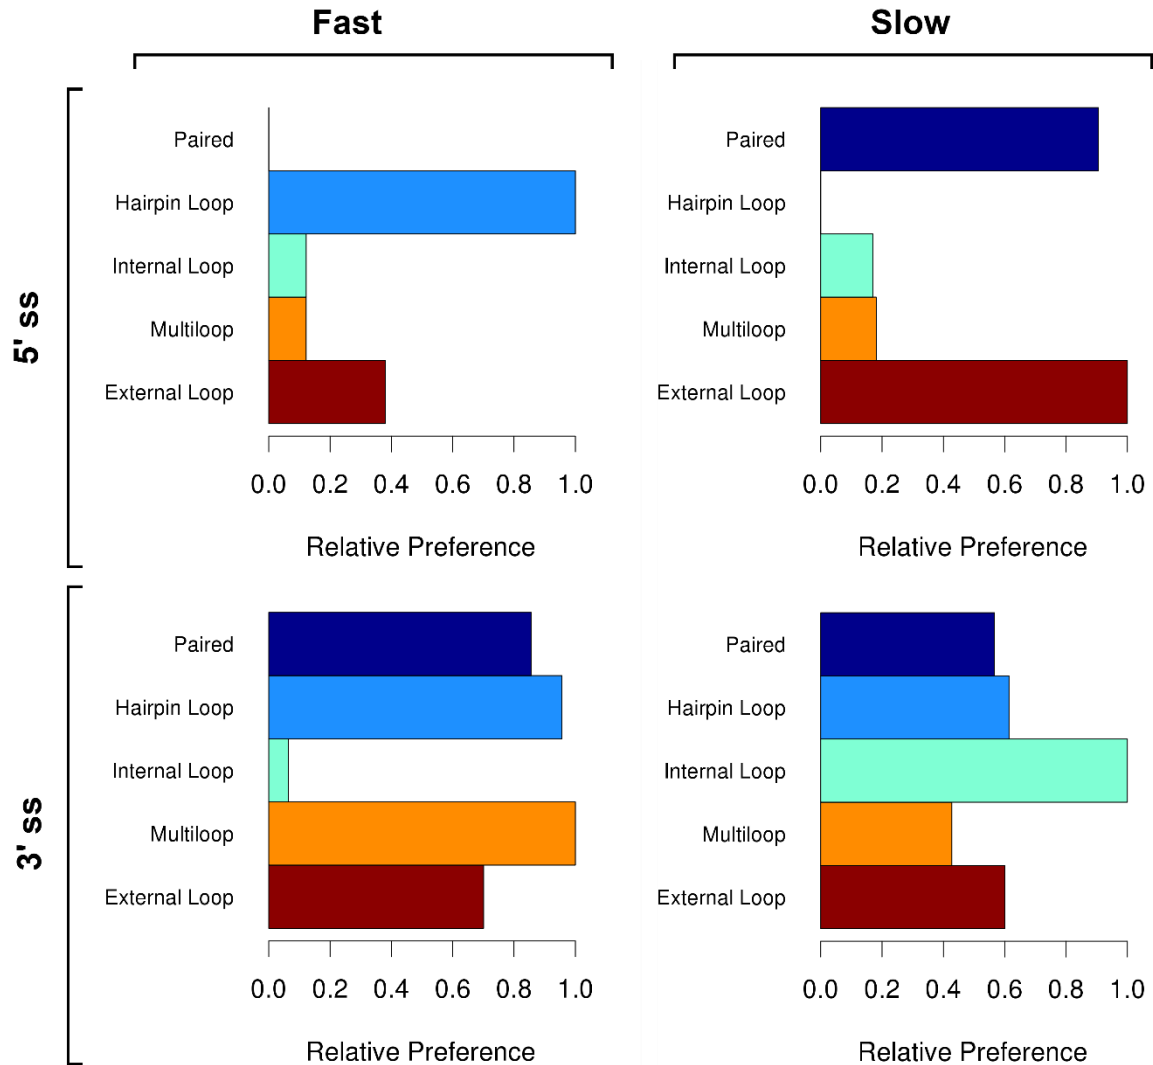 Fast
Slow
5' ss
Paired
Hairpin Loop
Internal Loop
Multiloop
External Loop
0.0 0.2 0.4 0.6 0.8 1.0
Relative Preference
Paired
Hairpin Loop
Internal Loop
Multiloop
External Loop
0.0 0.2 0.4 0.6 0.8 1.0
Relative Preference
3' ss
Paired
Hairpin Loop
Internal Loop
Multiloop
External Loop
0.0 0.2 0.4 0.6 0.8 1.0
Relative Preference
Paired
Hairpin Loop
Internal Loop
Multiloop
External Loop
0.0 0.2 0.4 0.6 0.8 1.0
Relative Preference